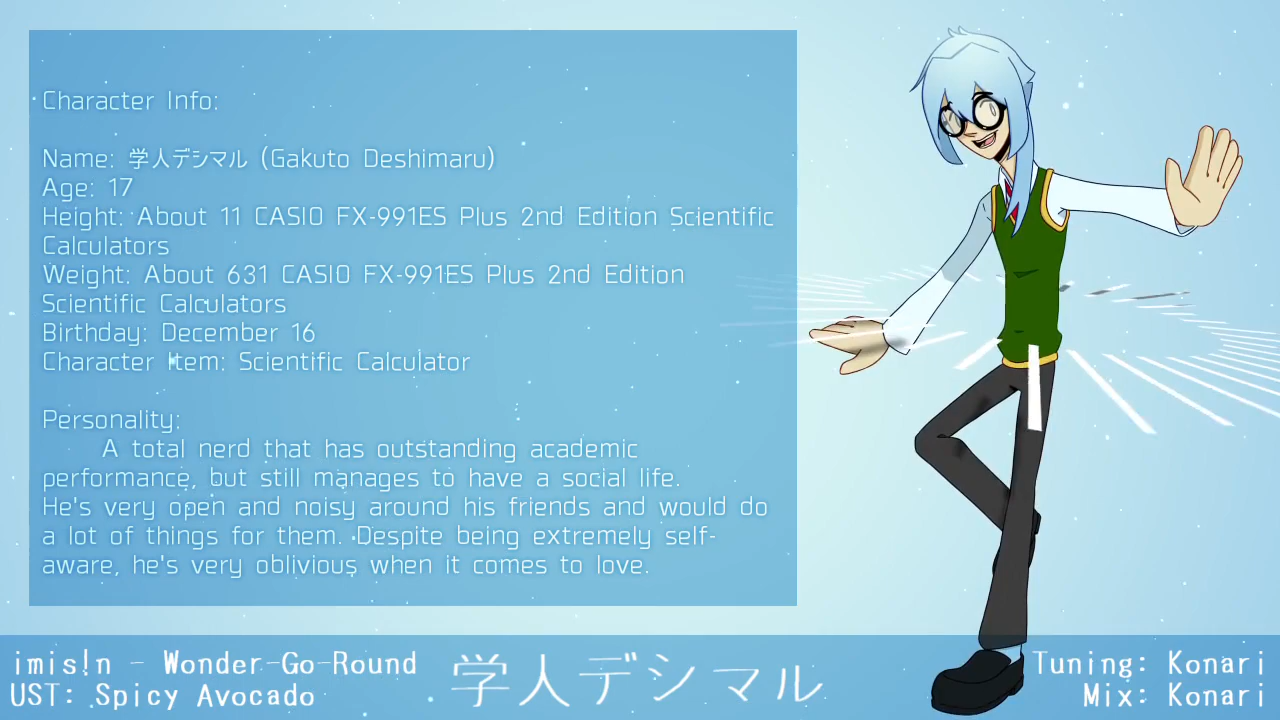 Character Info:
Name: 学人デシマル (Gakuto Deshimaru)
Age: 17
Height: About 11 CASIO FX-991ES Plus 2nd Edition Scientific
Calculators
Weight: About 631 CASIO FX-991ES Plus 2nd Edition
Scientific Calculators
Birthday: December 16
Character Item: Scientific Calculator
Personality:
A total nerd that has outstanding academic
performance, but still manages to have a social life.
He's very open and noisy around his friends and would do
a lot of things for them. Despite being extremely self-
aware, he's very oblivious when it comes to love.
imis!n - Wonder-Go-Round
UST: Spicy Avocado
学人デシマル
Tuning: Konari
Mix: Konari